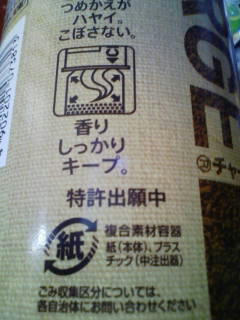 つめかえが
ハヤイ。
こぼさない。
香り
しっかり
キープ。
特許出願中
紙
複合素材容器
紙(本体)、プラス
チック(中注出器)
ごみ収集区分については、
各自治体にお問い合わせください
RGE
チャ